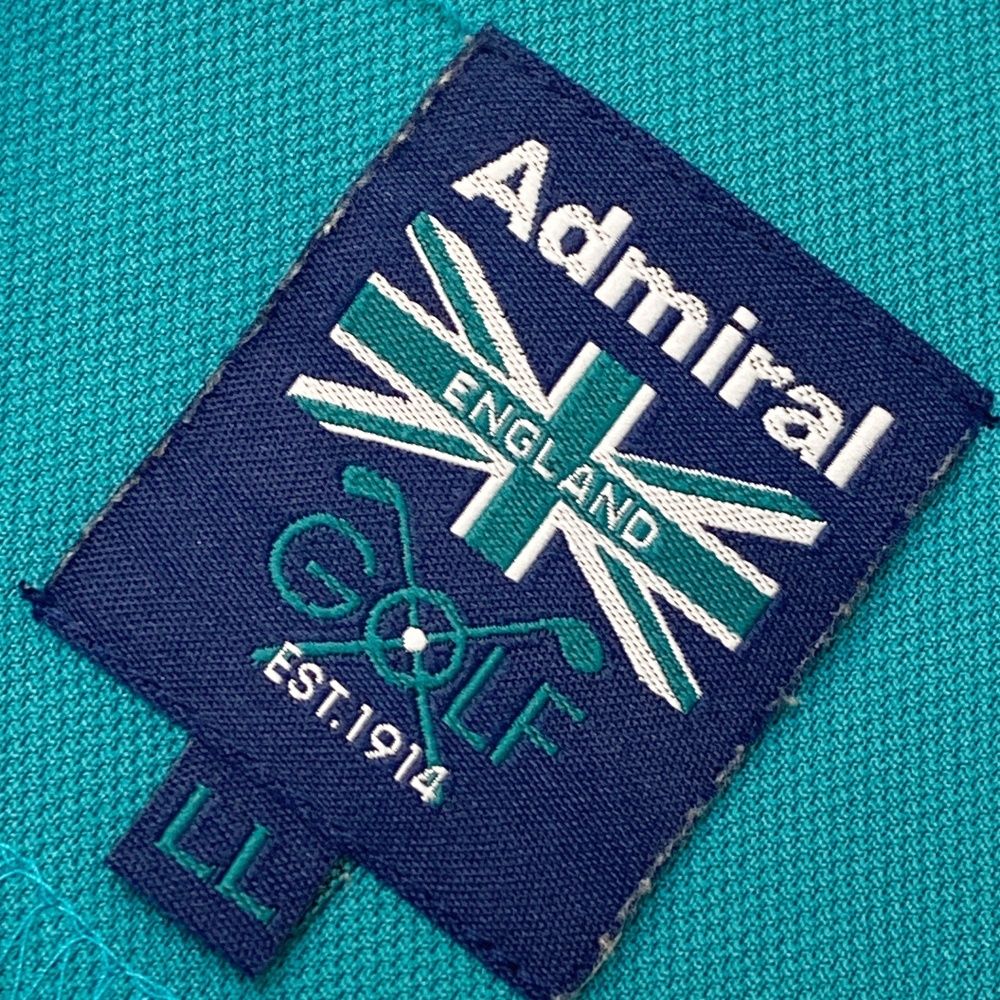 Admiral
ENGLAND
GOLF
EST.1914
LL